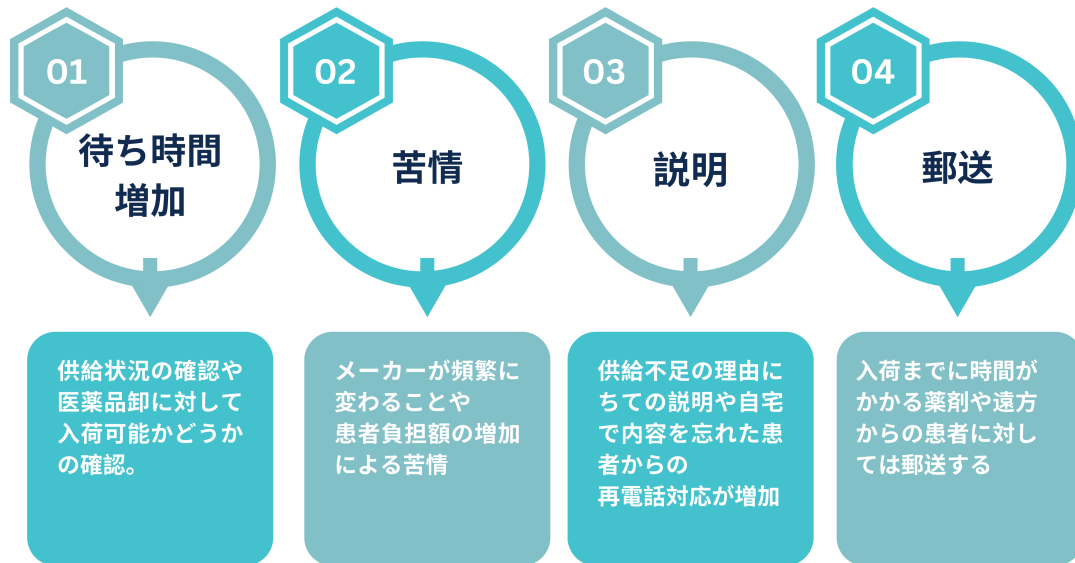 01
待ち時間
増加
供給状況の確認や
医薬品卸に対して
入荷可能かどうか
の確認。
02
苦情
メーカーが頻繁に
変わることや
患者負担額の増加
による苦情
03
説明
供給不足の理由に
ちての説明や自宅
で内容を忘れた患
者からの
再電話対応が増加
04
郵送
入荷までに時間が
かかる薬剤や遠方
からの患者に対し
ては郵送する